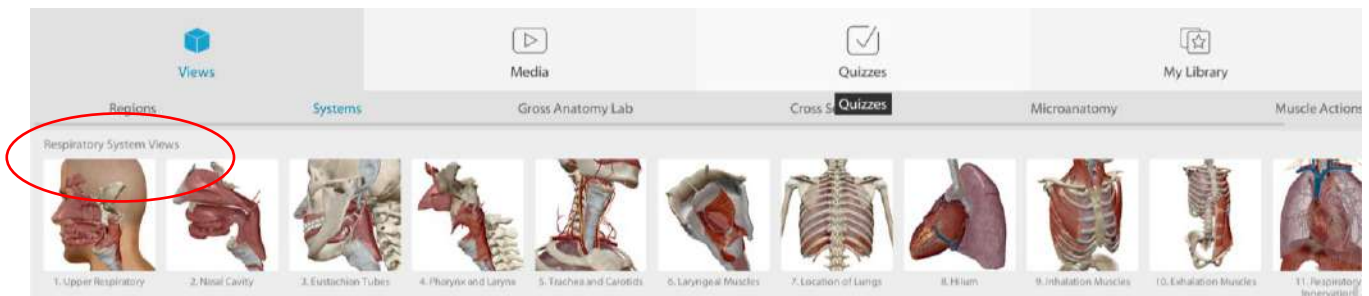 Views
Media
Quizzes
My Library
Regions
Systems
Gross Anatomy Lab
Cross S
Quizzes
Microanatomy
Muscle Actions
Respiratory System Views
1. Upper Respiratory
2. Nasal Cavity
3. Eustachian Tubes
4. Pharynx and Larynx
5. Trachea and Carotids
6. Laryngeal Muscles
7. Location of Lungs
8. Hilum
9. Inhalation Muscles
10. Exhalation Muscles
11. Respiratory
Innervation